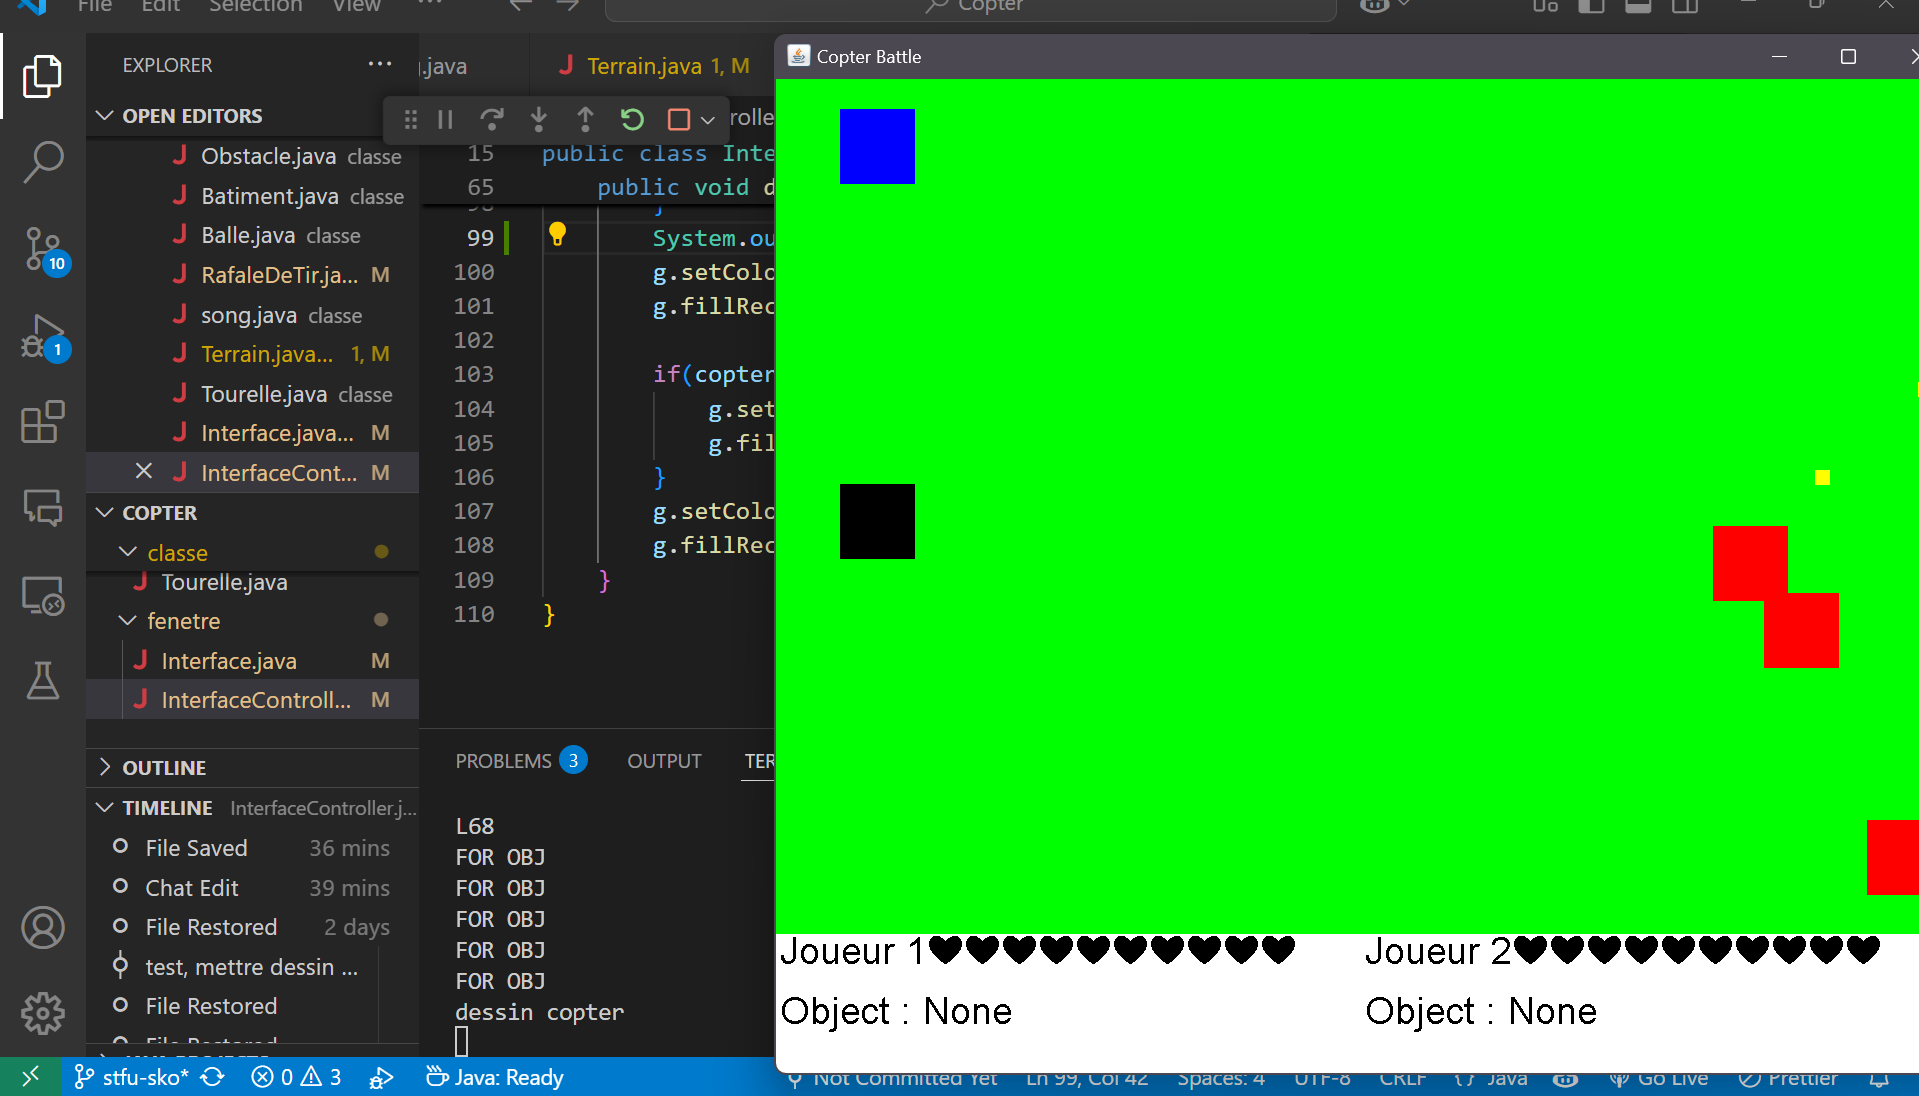 File Edit Selection View ··· Copter
EXPLORER ···
OPEN EDITORS
Obstacle.java classe
Batiment.java classe
Balle.java classe
RafaleDeTir.ja... M
song.java classe
Terrain.java... 1, M
Tourelle.java classe
Interface.java... M
InterfaceCont... M
COPTER
classe
Tourelle.java
fenetre
Interface.java M
InterfaceControll... M
OUTLINE
TIMELINE InterfaceController.j...
File Saved 36 mins
Chat Edit 39 mins
File Restored 2 days
test, mettre dessin ...
File Restored
File Restored
10
1
.java
Terrain.java 1, M
rolle
15 public class Inte
65 public void d
98 }
99 System.ou
100 g.setColo
101 g.fillRec
102
103 if(copter
104 g.set
105 g.fil
106 }
107 g.setColo
108 g.fillRec
109 }
110 }
PROBLEMS 3 OUTPUT TER
L68
FOR OBJ
FOR OBJ
FOR OBJ
FOR OBJ
FOR OBJ
dessin copter
Copter Battle
Joueur 1♥♥♥♥♥♥♥♥♥♥ Joueur 2♥♥♥♥♥♥♥♥♥♥
Object : None Object : None
stfu-sko* 0 3 Java: Ready Not Committed Yet Ln 99, Col 42 Spaces: 4 UTF-8 CRLF {} Java Go Live Prettier